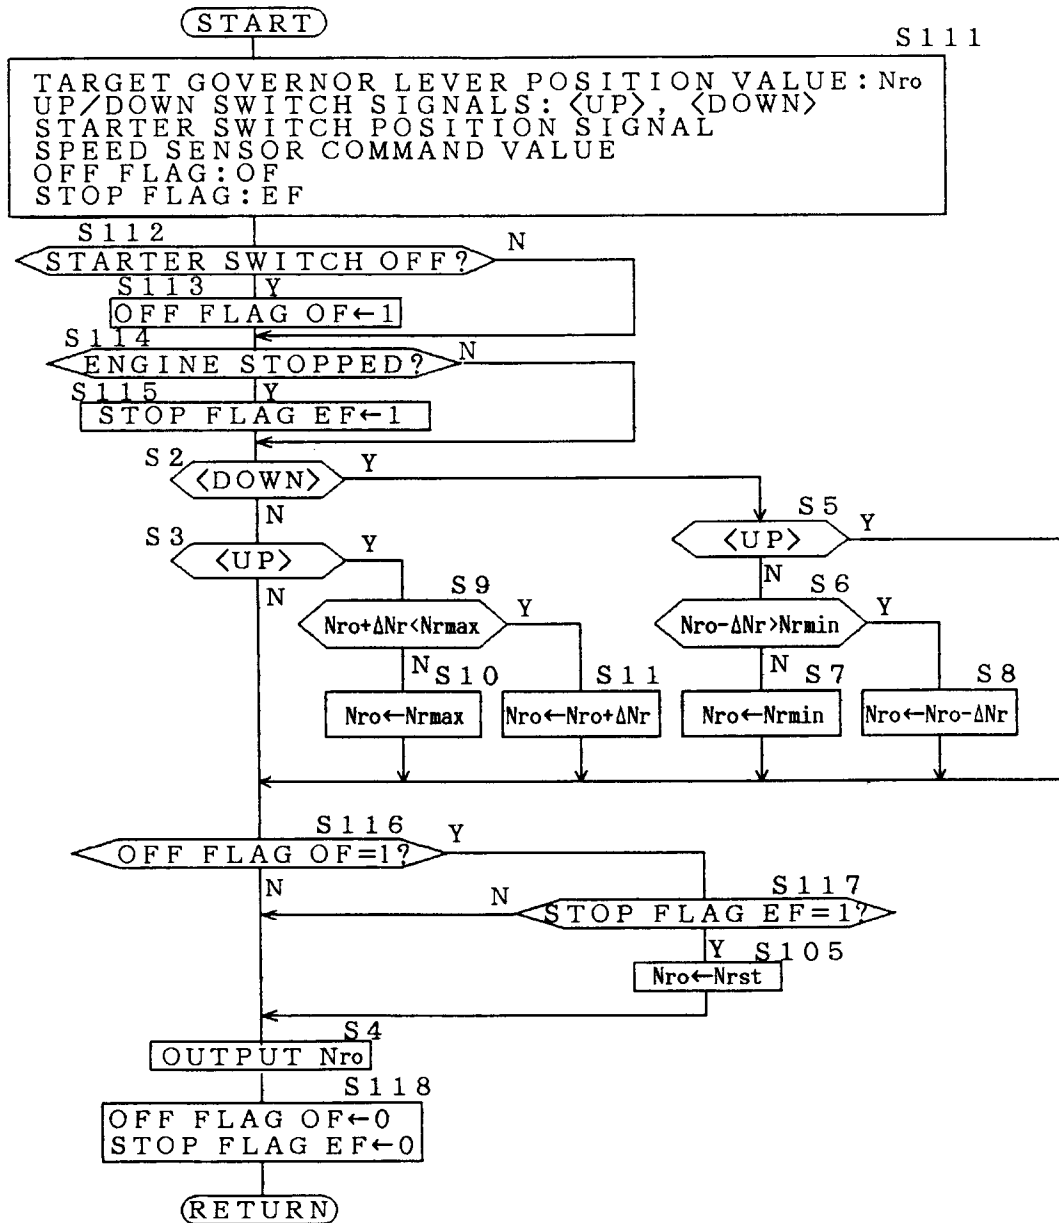 START
S111
TARGET GOVERNOR LEVER POSITION VALUE:Nro
UP/DOWN SWITCH SIGNALS:〈UP〉, 〈DOWN〉
STARTER SWITCH POSITION SIGNAL
SPEED SENSOR COMMAND VALUE
OFF FLAG:OF
STOP FLAG:EF
S112
N
STARTER SWITCH OFF?
S113
Y
OFF FLAG OF←1
S114
N
ENGINE STOPPED?
S115
Y
STOP FLAG EF←1
S2
Y
〈DOWN〉
N
S5
Y
〈UP〉
N
S3
Y
〈UP〉
N
S9
Y
Nro+ΔNr<Nrmax
N
S6
Y
Nro-ΔNr>Nrmin
N
S10
Nro←Nrmax
S11
Nro←Nro+ΔNr
S7
Nro←Nrmin
S8
Nro←Nro-ΔNr
S116
Y
OFF FLAG OF=1?
N
S117
N
STOP FLAG EF=1?
Y
S105
Nro←Nrst
S4
OUTPUT Nro
S118
OFF FLAG OF←0
STOP FLAG EF←0
RETURN